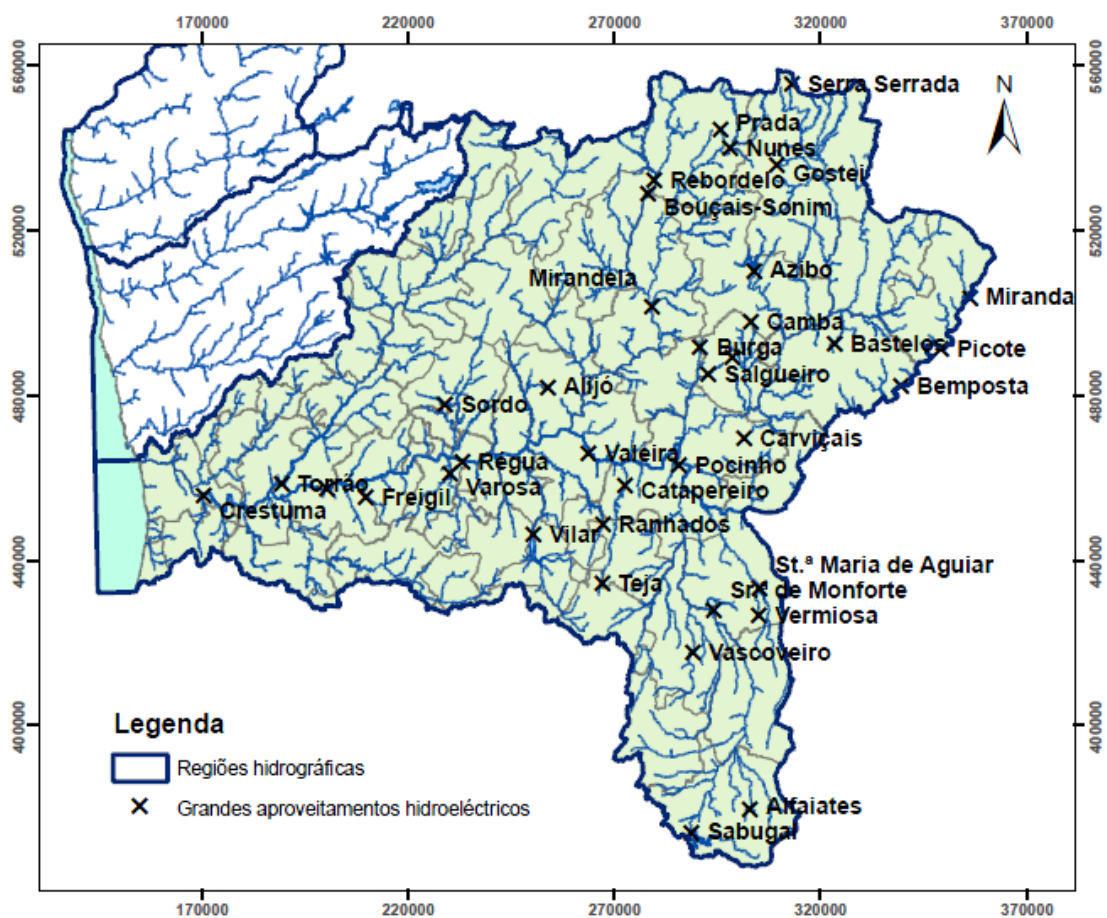 170000 220000 270000 320000 370000
560000 560000
N
Serra Serrada
Prada
Nunes
Gostei
Rebordelo
Bouçais-Sonim
520000 520000
Azibo
Mirandela
Miranda
Camba
Burga
Bastelos
Picote
Salgueiro
Bemposta
480000 480000
Alijó
Sordo
Carviçais
Valeira
Régua
Pocinho
Varosa
Torrão
Catapereiro
Freigil
Crestuma
Ranhados
Vilar
440000 440000
St.ª Maria de Aguiar
Teja
Srª de Monforte
Vermiosa
Vascoveiro
Legenda
400000 400000
Regiões hidrográficas
Grandes aproveitamentos hidroeléctricos
Alfaiates
Sabugal
170000 220000 270000 320000 370000